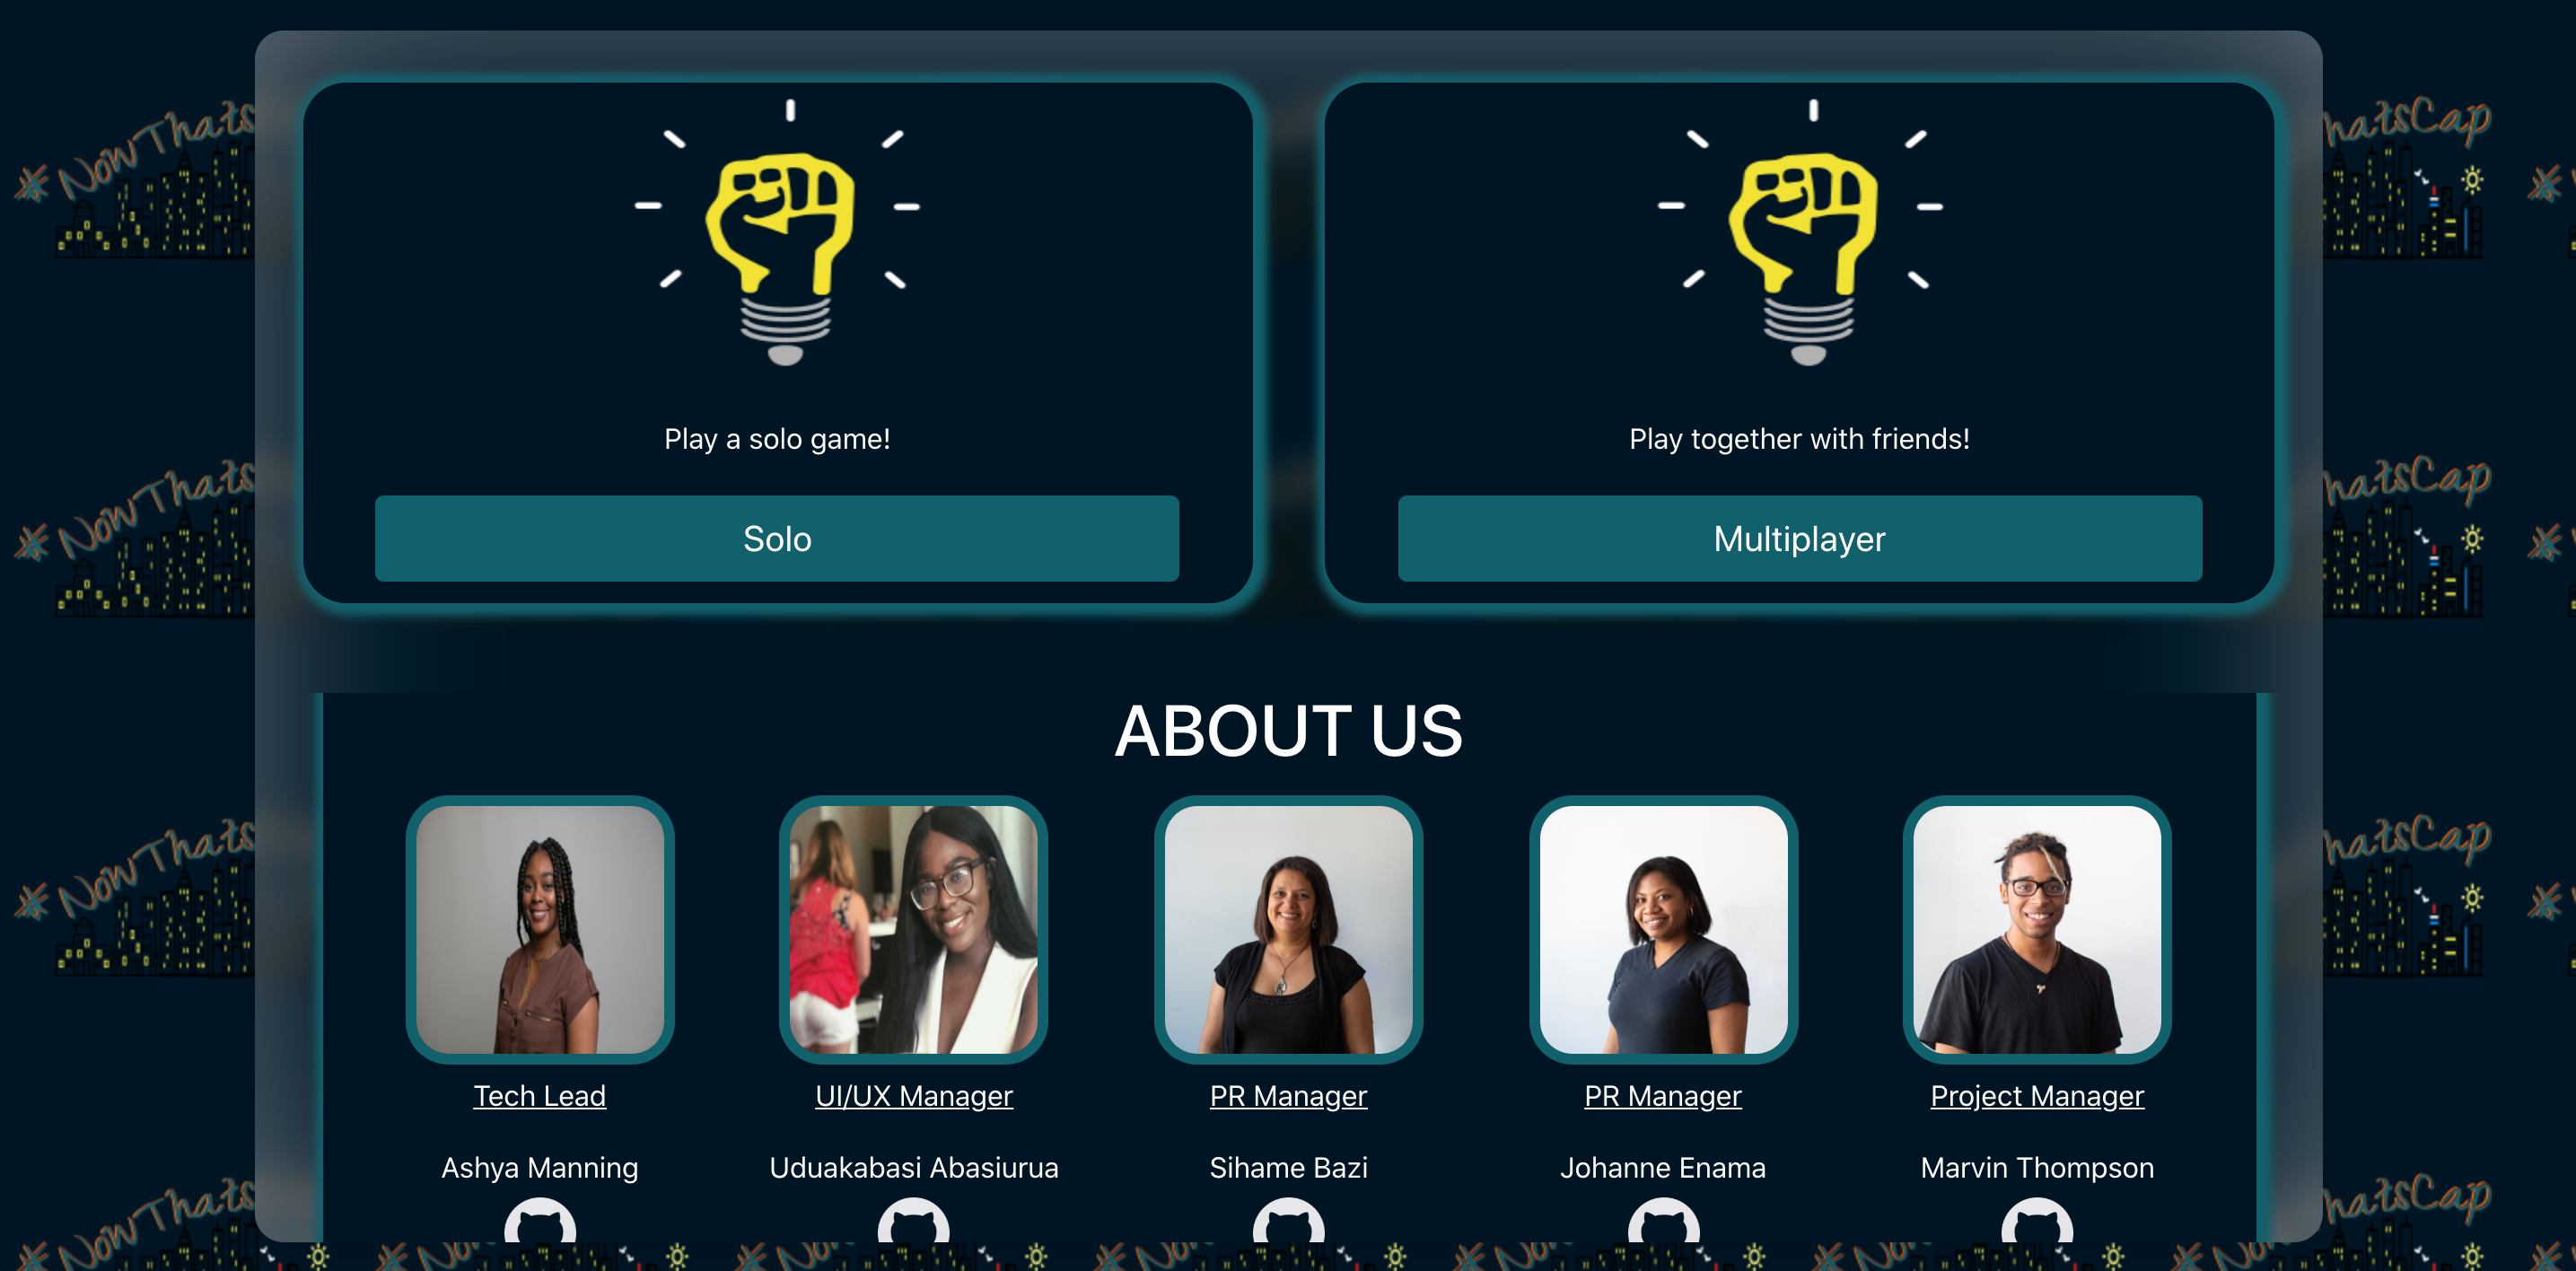 #NowThatsCap
Play a solo game!
Play together with friends!
Solo
Multiplayer
ABOUT US
Tech Lead
UI/UX Manager
PR Manager
PR Manager
Project Manager
Ashya Manning
Uduakabasi Abasiurua
Sihame Bazi
Johanne Enama
Marvin Thompson